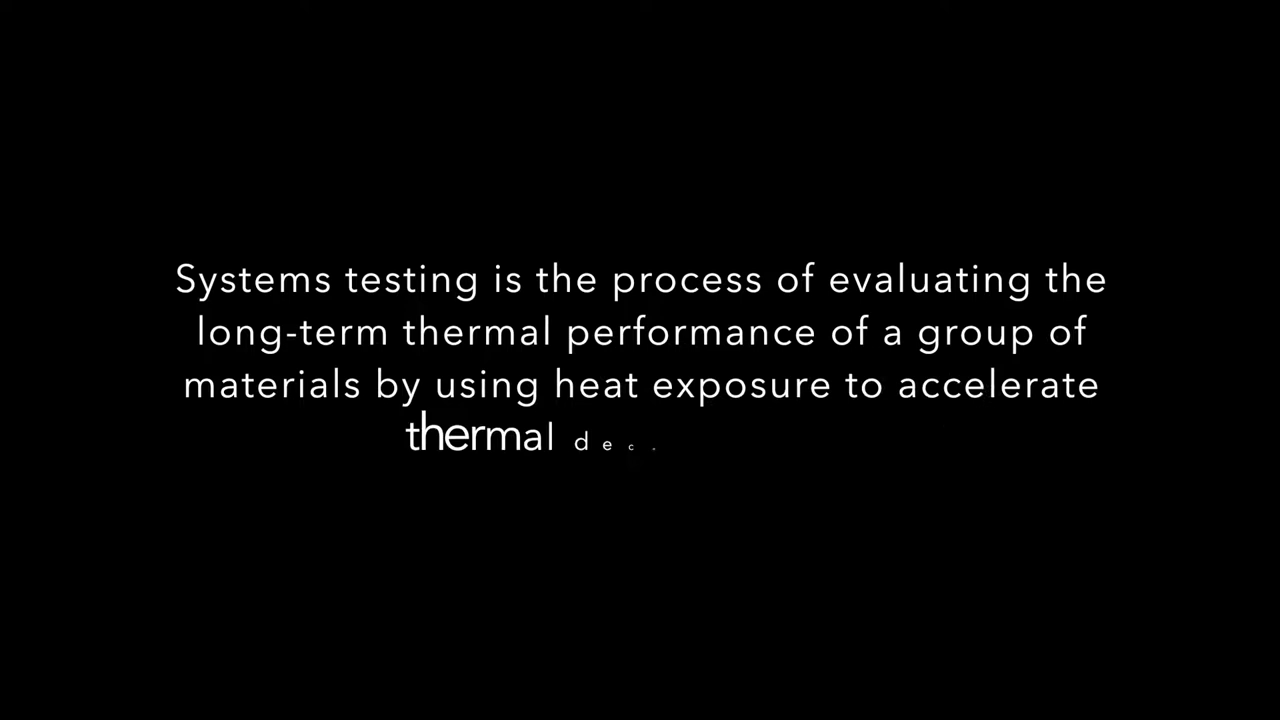 Systems testing is the process of evaluating the
long-term thermal performance of a group of
materials by using heat exposure to accelerate
thermal dec